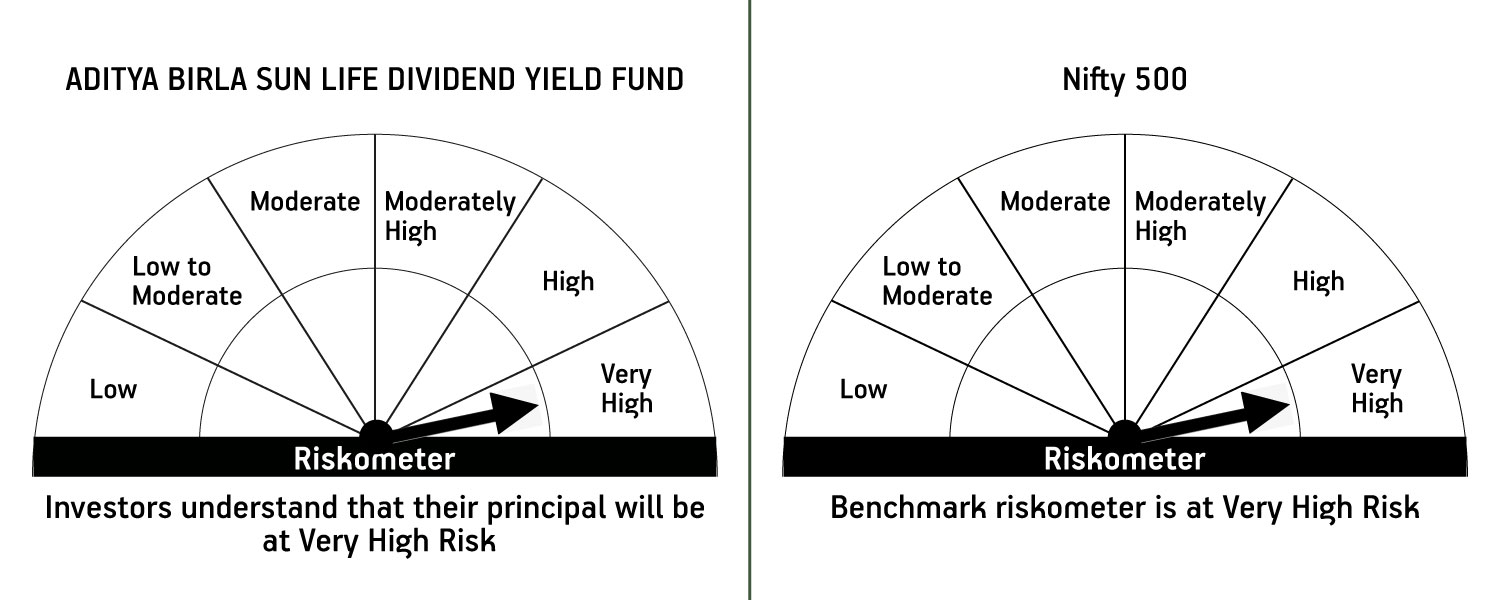 ADITYA BIRLA SUN LIFE DIVIDEND YIELD FUND
Moderate
Moderately
High
Low to
Moderate
High
Low
Very
High
Riskometer
Investors understand that their principal will be
at Very High Risk
Nifty 500
Moderate
Moderately
High
Low to
Moderate
High
Low
Very
High
Riskometer
Benchmark riskometer is at Very High Risk